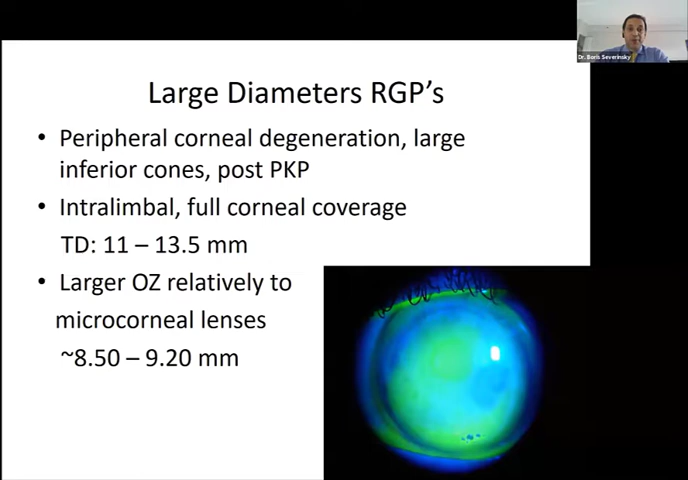 Dr. Boris Severinsky
Large Diameters RGP's
• Peripheral corneal degeneration, large
inferior cones, post PKP
• Intralimbal, full corneal coverage
TD: 11 – 13.5 mm
• Larger OZ relatively to
microcorneal lenses
~8.50 – 9.20 mm